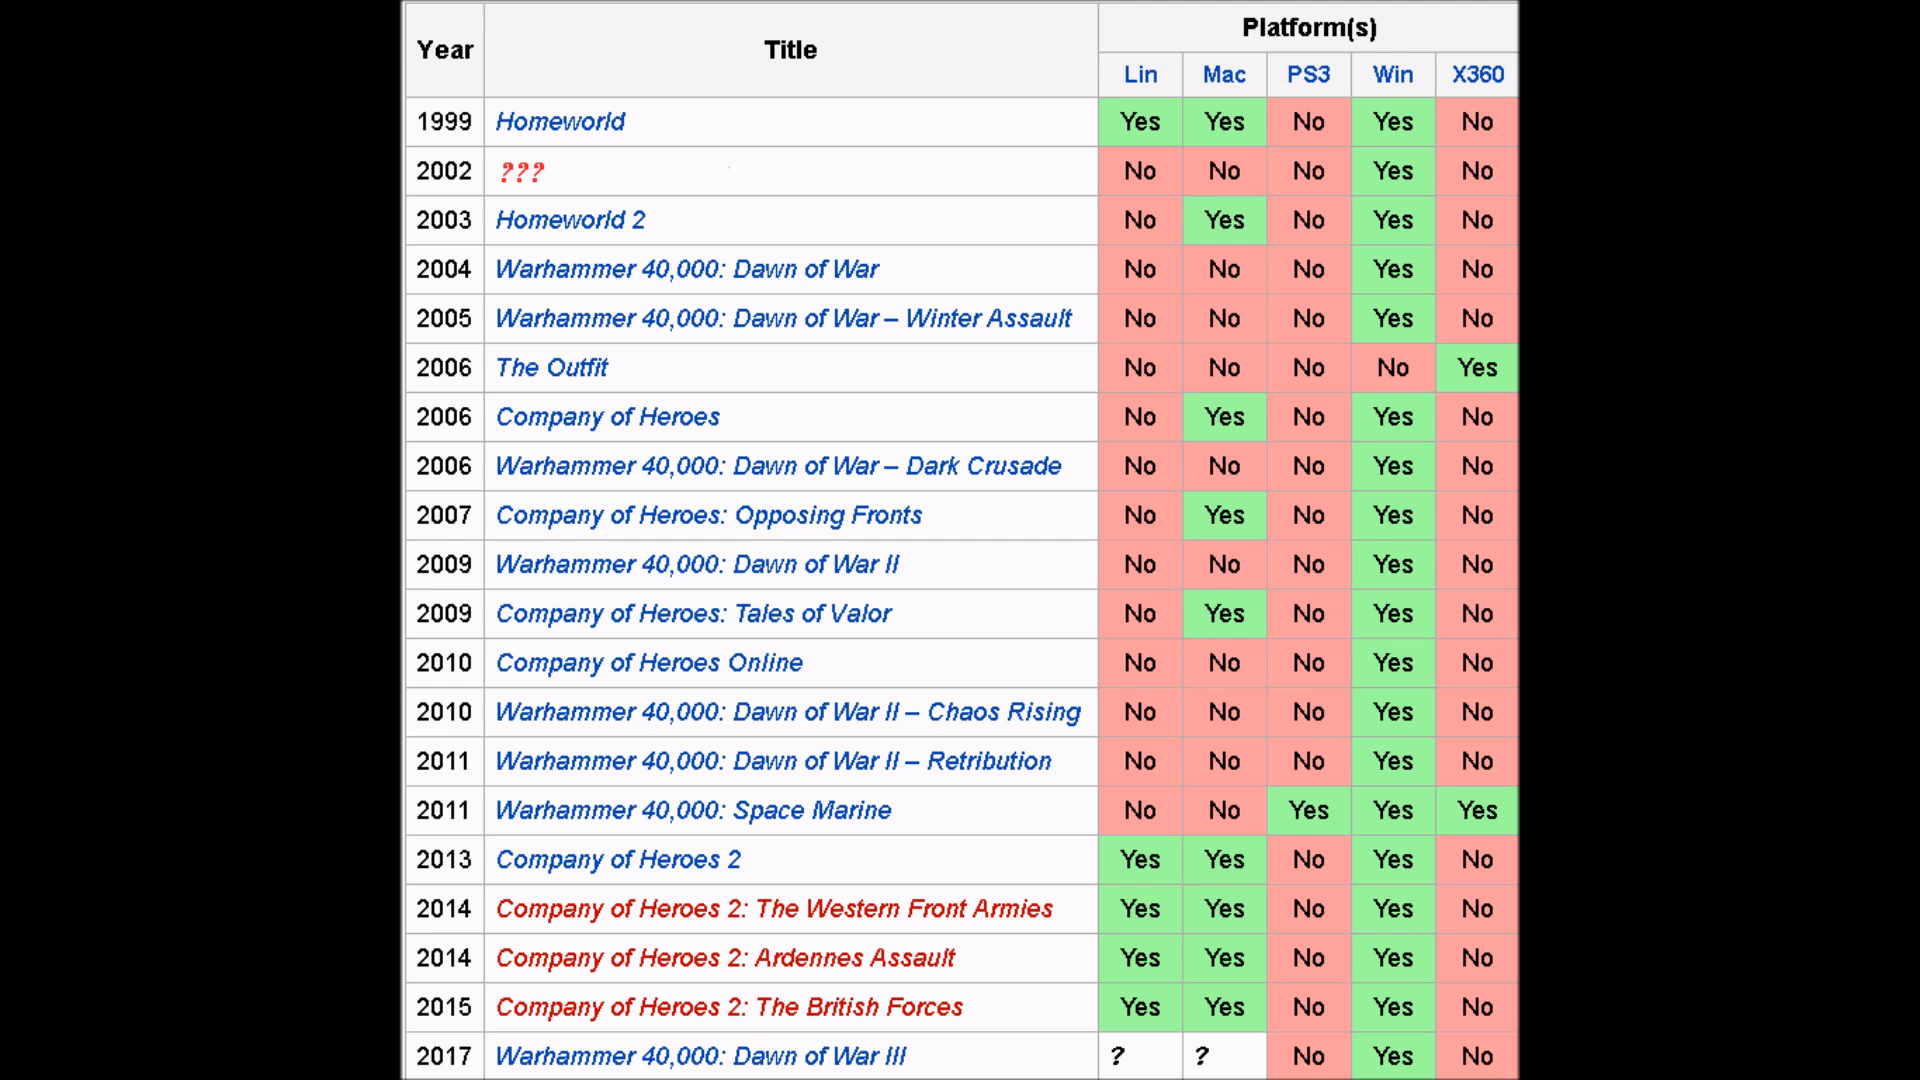 Year Title Platform(s)
Lin Mac PS3 Win X360
1999 Homeworld Yes Yes No Yes No
2002 ??? No No No Yes No
2003 Homeworld 2 No Yes No Yes No
2004 Warhammer 40,000: Dawn of War No No No Yes No
2005 Warhammer 40,000: Dawn of War – Winter Assault No No No Yes No
2006 The Outfit No No No No Yes
2006 Company of Heroes No Yes No Yes No
2006 Warhammer 40,000: Dawn of War – Dark Crusade No No No Yes No
2007 Company of Heroes: Opposing Fronts No Yes No Yes No
2009 Warhammer 40,000: Dawn of War II No No No Yes No
2009 Company of Heroes: Tales of Valor No Yes No Yes No
2010 Company of Heroes Online No No No Yes No
2010 Warhammer 40,000: Dawn of War II – Chaos Rising No No No Yes No
2011 Warhammer 40,000: Dawn of War II – Retribution No No No Yes No
2011 Warhammer 40,000: Space Marine No No Yes Yes Yes
2013 Company of Heroes 2 Yes Yes No Yes No
2014 Company of Heroes 2: The Western Front Armies Yes Yes No Yes No
2014 Company of Heroes 2: Ardennes Assault Yes Yes No Yes No
2015 Company of Heroes 2: The British Forces Yes Yes No Yes No
2017 Warhammer 40,000: Dawn of War III ? ? No Yes No